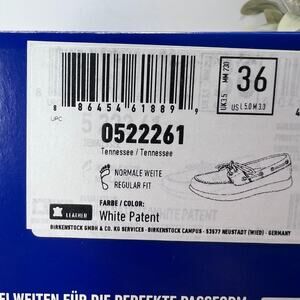 8 86454 61889 9
UPC
UK 3.5
MM (230)
US L 5.0 M 3.0
36
0522261
Tennessee / Tennessee
NORMALE WEITE
REGULAR FIT
LEATHER
FARBE / COLOR:
White Patent
BIRKENSTOCK GMBH & CO. KG SERVICES · BIRKENSTOCK CAMPUS · 53577 NEUSTADT (WIED) · GERMANY
WEITEN FÜR DIE PERFEKTE PASSFORM